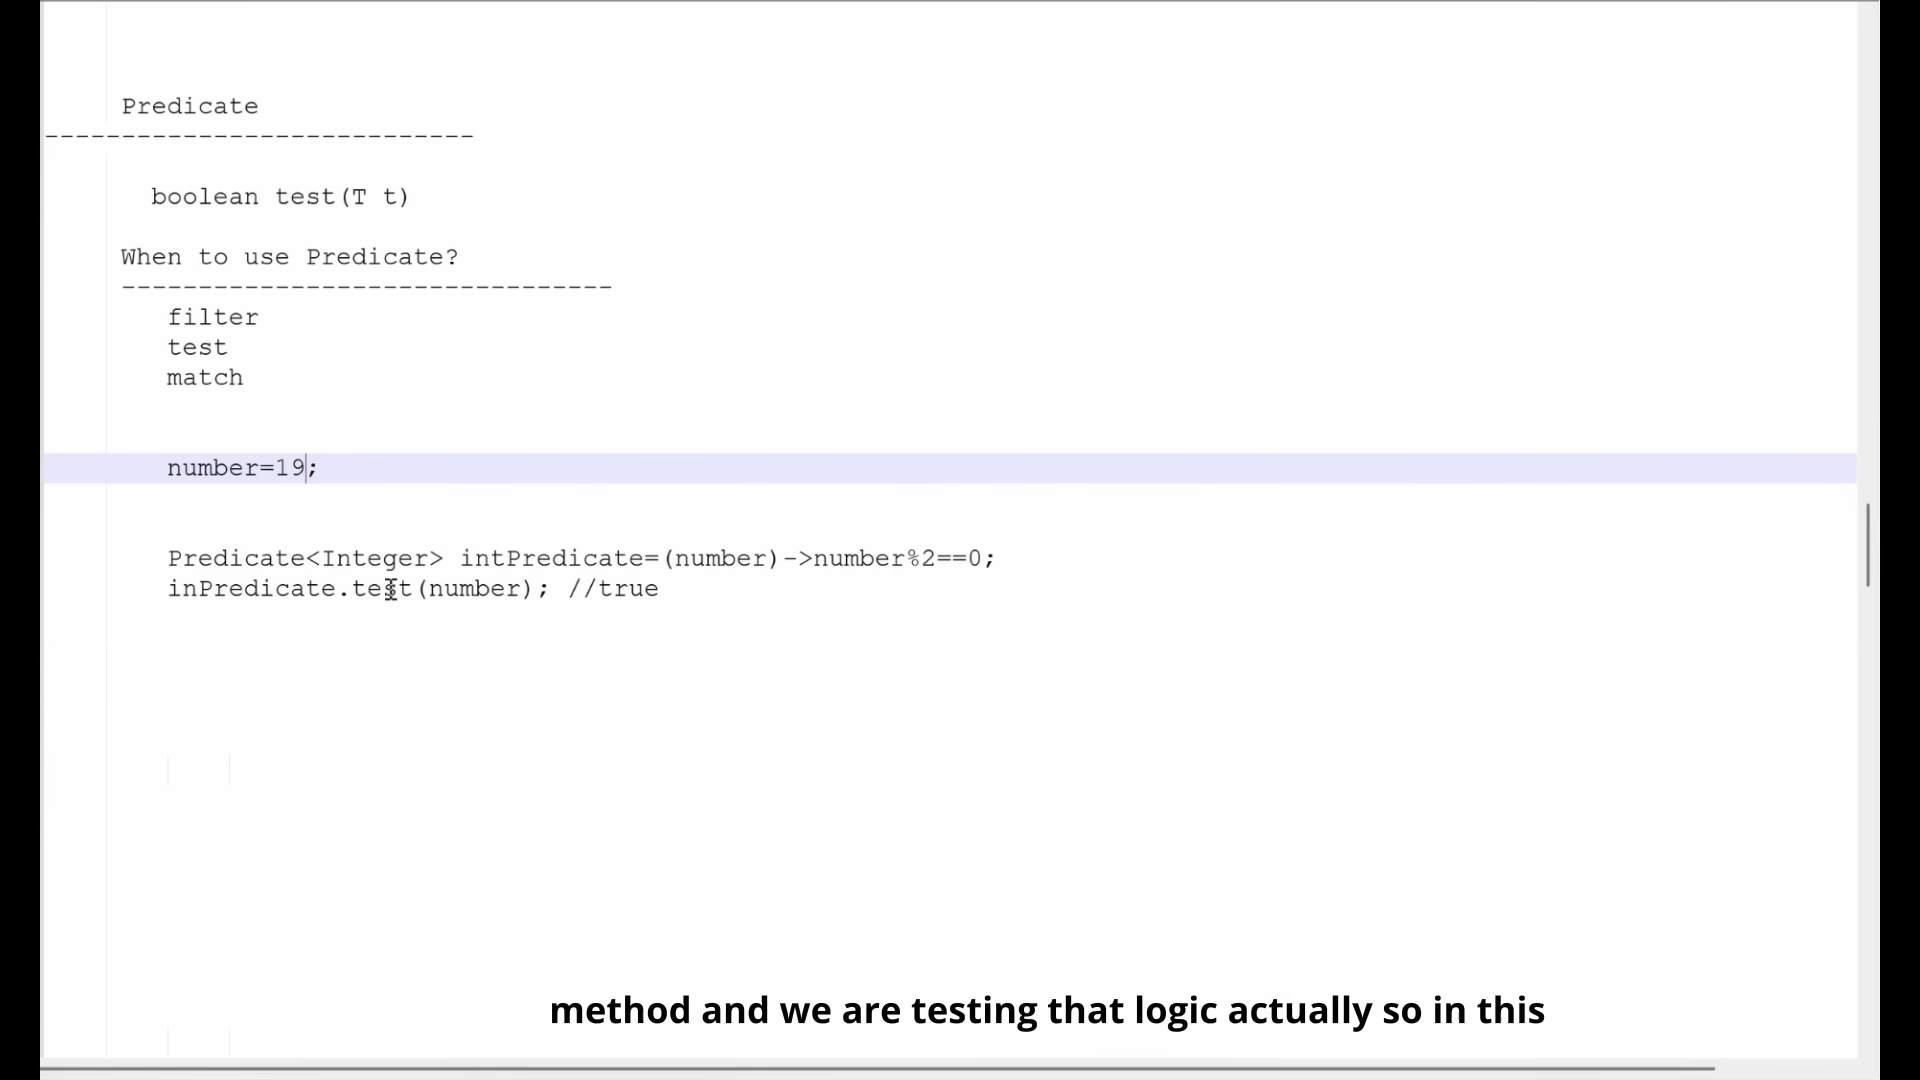 Predicate
----------------------------
boolean test(T t)
When to use Predicate?
--------------------------------
filter
test
match
number=19;
Predicate<Integer> intPredicate=(number)->number%2==0;
inPredicate.test(number); //true
method and we are testing that logic actually so in this